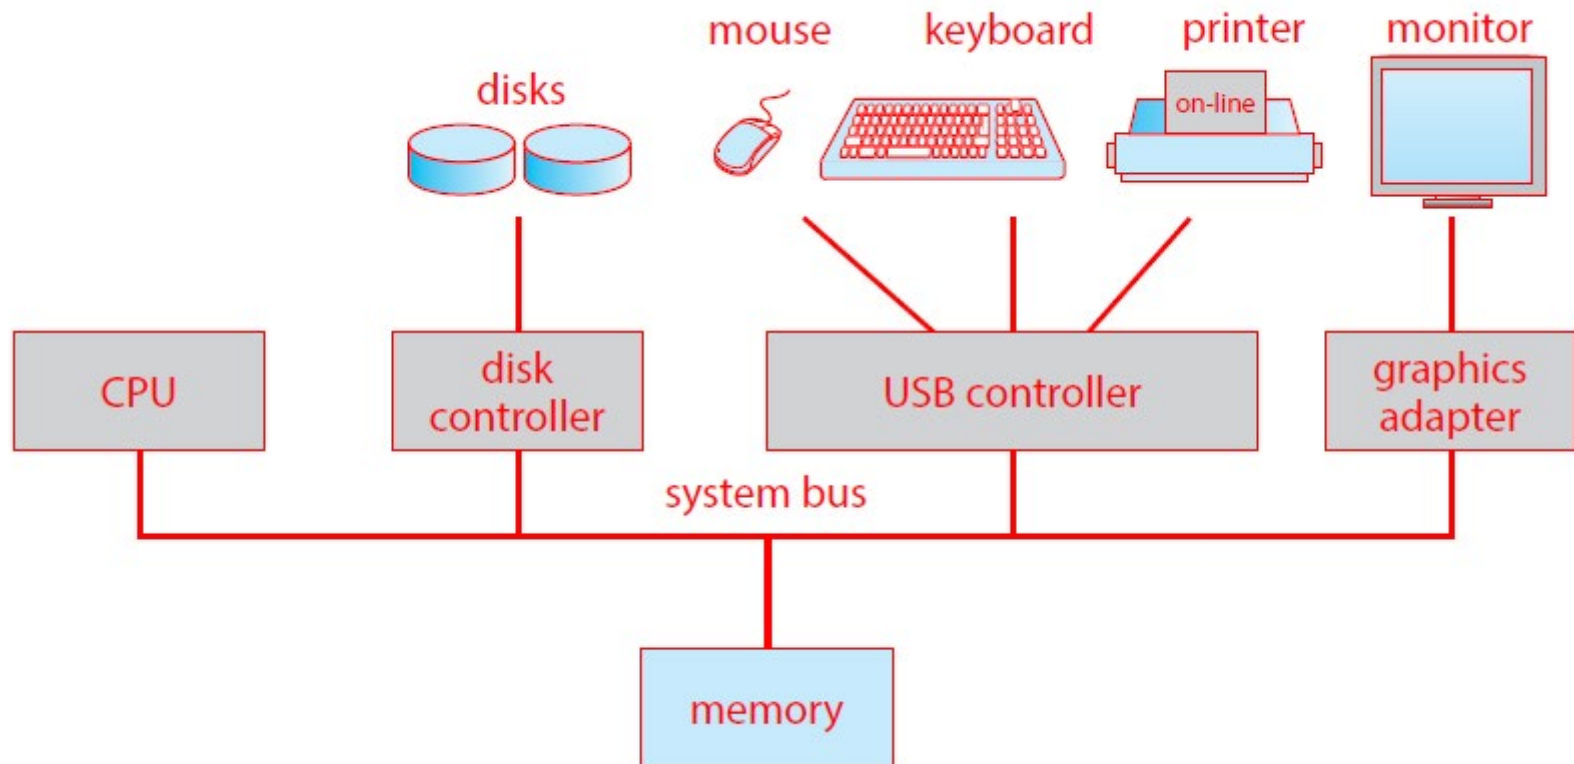 mouse
keyboard
printer
monitor
disks
on-line
CPU
disk
controller
USB controller
graphics
adapter
system bus
memory